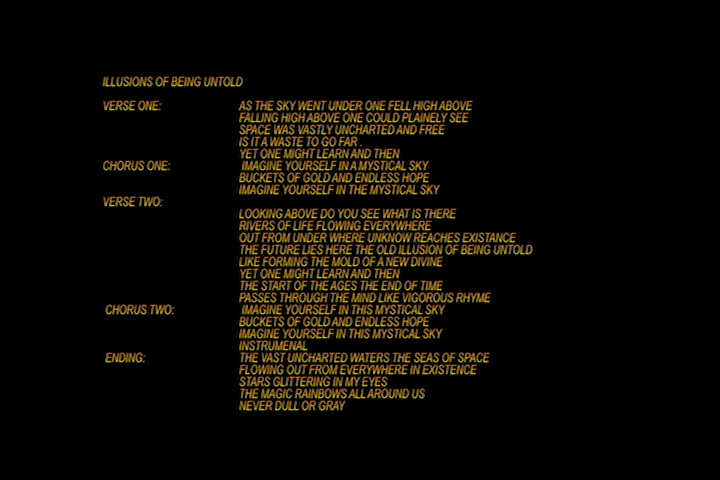 ILLUSIONS OF BEING UNTOLD
VERSE ONE: AS THE SKY WENT UNDER ONE FELL HIGH ABOVE
FALLING HIGH ABOVE ONE COULD PLAINELY SEE
SPACE WAS VASTLY UNCHARTED AND FREE
IS IT A WASTE TO GO FAR .
YET ONE MIGHT LEARN AND THEN
CHORUS ONE: IMAGINE YOURSELF IN A MYSTICAL SKY
BUCKETS OF GOLD AND ENDLESS HOPE
IMAGINE YOURSELF IN THE MYSTICAL SKY
VERSE TWO:
LOOKING ABOVE DO YOU SEE WHAT IS THERE
RIVERS OF LIFE FLOWING EVERYWHERE
OUT FROM UNDER WHERE UNKNOW REACHES EXISTANCE
THE FUTURE LIES HERE THE OLD ILLUSION OF BEING UNTOLD
LIKE FORMING THE MOLD OF A NEW DIVINE
YET ONE MIGHT LEARN AND THEN
THE START OF THE AGES THE END OF TIME
PASSES THROUGH THE MIND LIKE VIGOROUS RHYME
CHORUS TWO: IMAGINE YOURSELF IN THIS MYSTICAL SKY
BUCKETS OF GOLD AND ENDLESS HOPE
IMAGINE YOURSELF IN THIS MYSTICAL SKY
INSTRUMENAL
ENDING: THE VAST UNCHARTED WATERS THE SEAS OF SPACE
FLOWING OUT FROM EVERYWHERE IN EXISTENCE
STARS GLITTERING IN MY EYES
THE MAGIC RAINBOWS ALL AROUND US
NEVER DULL OR GRAY